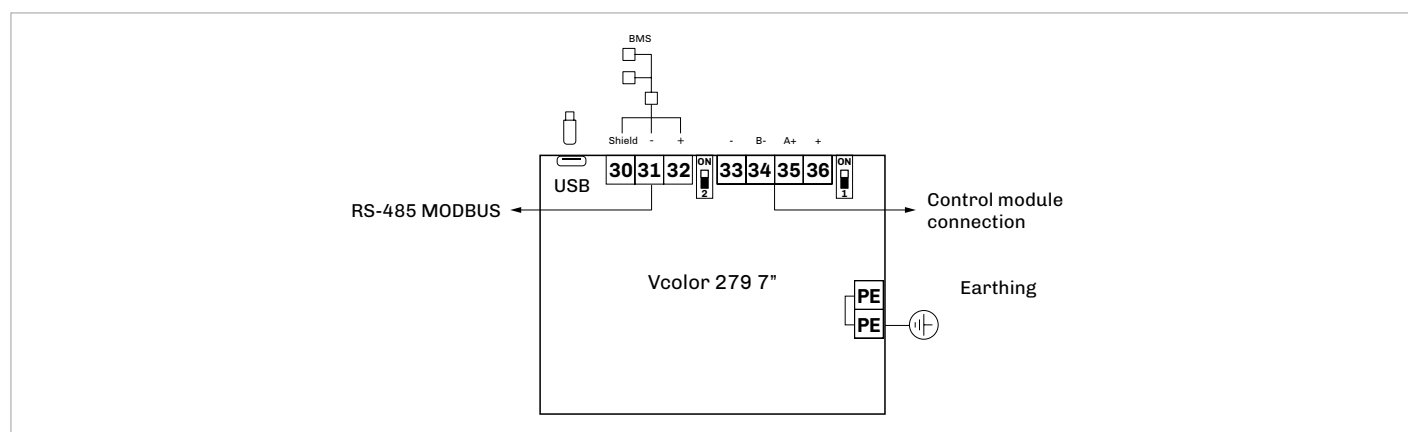 BMS
Shield - + - B- A+ +
USB 30 31 32 ON 2 33 34 35 36 ON 1
RS-485 MODBUS
Control module
connection
Vcolor 279 7”
PE Earthing
PE